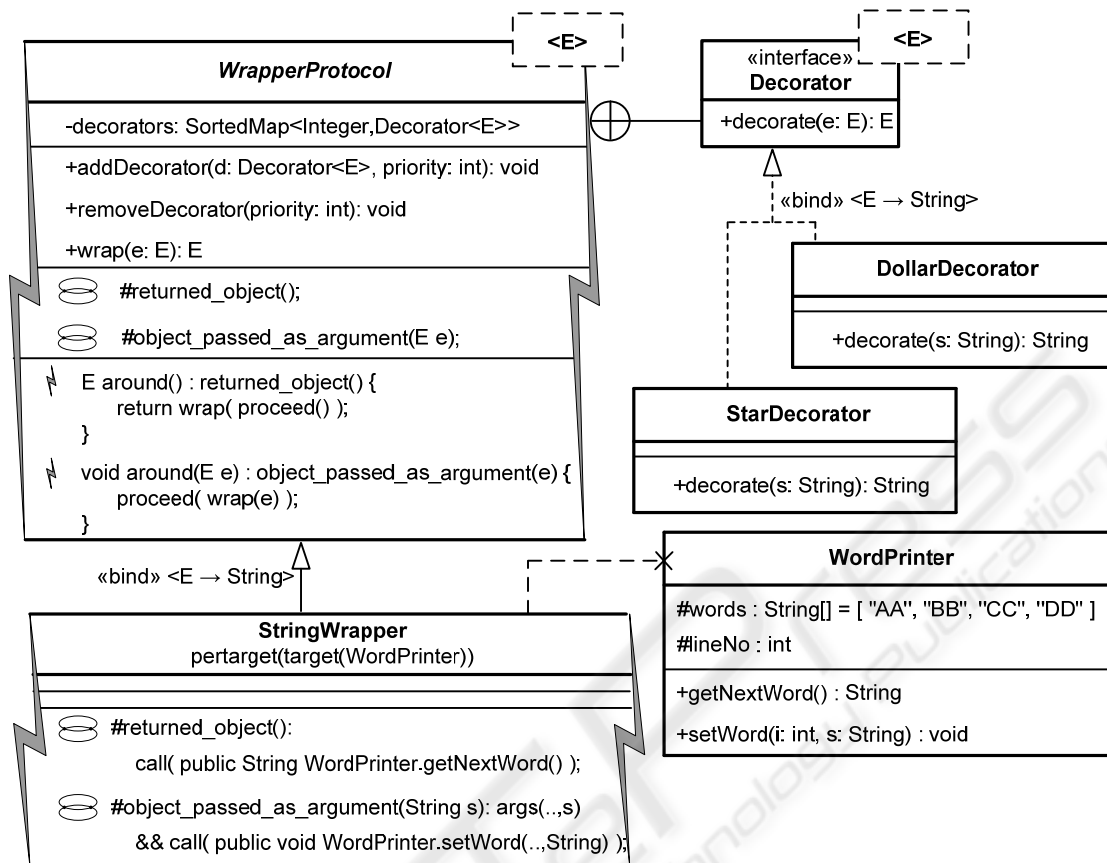 <E>
WrapperProtocol
-decorators: SortedMap<Integer,Decorator<E>>
+addDecorator(d: Decorator<E>, priority: int): void
+removeDecorator(priority: int): void
+wrap(e: E): E
#returned_object();
#object_passed_as_argument(E e);
E around() : returned_object() {
return wrap( proceed() );
}
void around(E e) : object_passed_as_argument(e) {
proceed( wrap(e) );
}
<E>
«interface»
Decorator
+decorate(e: E): E
«bind» <E → String>
DollarDecorator
+decorate(s: String): String
StarDecorator
+decorate(s: String): String
«bind» <E → String>
StringWrapper
pertarget(target(WordPrinter))
#returned_object():
call( public String WordPrinter.getNextWord() );
#object_passed_as_argument(String s): args(..,s)
&& call( public void WordPrinter.setWord(..,String) );
WordPrinter
#words : String[] = [ "AA", "BB", "CC", "DD" ]
#lineNo : int
+getNextWord() : String
+setWord(i: int, s: String) : void